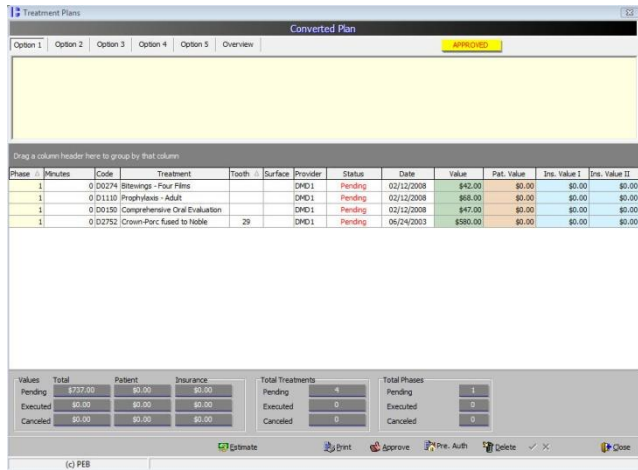 Treatment Plans
Converted Plan
Option 1 Option 2 Option 3 Option 4 Option 5 Overview APPROVED
Drag a column header here to group by that column
Phase Minutes Code Treatment Tooth Surface Provider Status Date Value Pat. Value Ins. Value I Ins. Value II
1 0 D0274 Bitewings - Four Films DMD1 Pending 02/12/2008 $42.00 $0.00 $0.00 $0.00
1 0 D1110 Prophylaxis - Adult DMD1 Pending 02/12/2008 $68.00 $0.00 $0.00 $0.00
1 0 D0150 Comprehensive Oral Evaluation DMD1 Pending 02/12/2008 $47.00 $0.00 $0.00 $0.00
1 0 D2752 Crown-Porc fused to Noble 29 DMD1 Pending 06/24/2003 $580.00 $0.00 $0.00 $0.00
Values Total Patient Insurance Total Treatments Total Phases
Pending $737.00 $0.00 $0.00 Pending 4 Pending 1
Executed $0.00 $0.00 $0.00 Executed 0 Executed 0
Canceled $0.00 $0.00 $0.00 Canceled 0 Canceled 0
Estimate Print Approve Pre. Auth Delete Close
(c) PEB